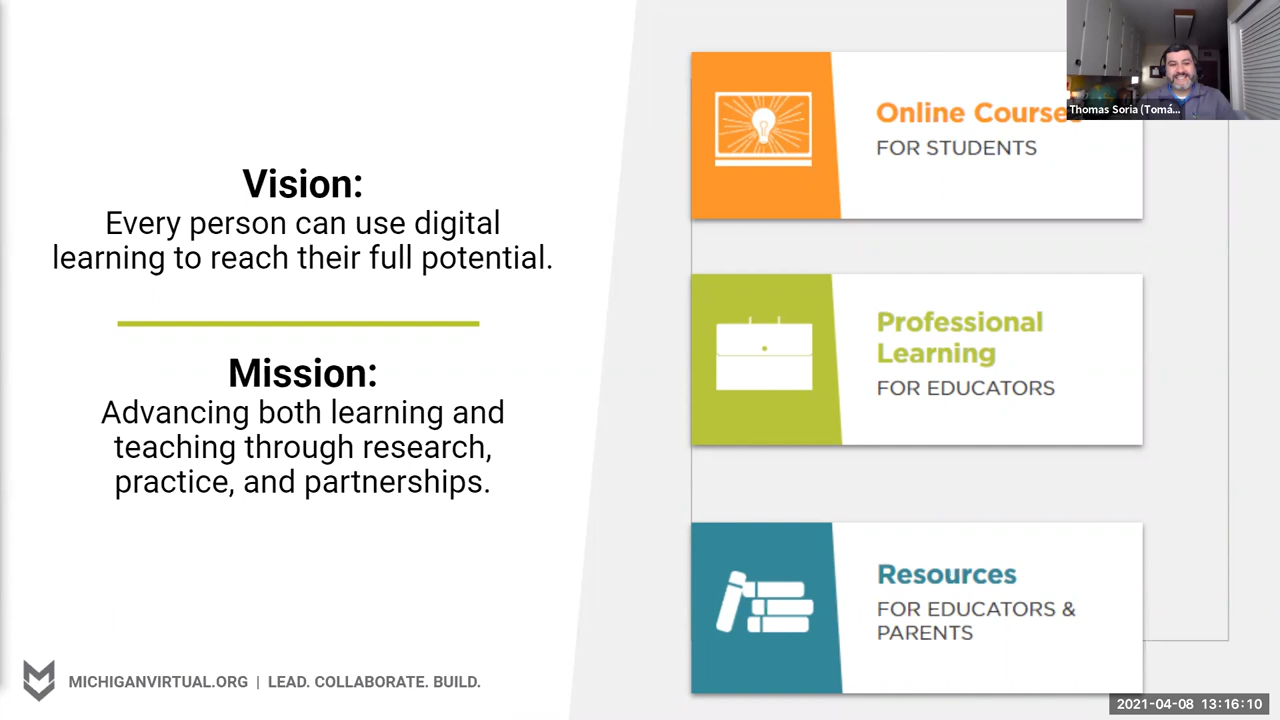 Vision:
Every person can use digital
learning to reach their full potential.
Mission:
Advancing both learning and
teaching through research,
practice, and partnerships.
MICHIGANVIRTUAL.ORG | LEAD. COLLABORATE. BUILD.
Online Courses
FOR STUDENTS
Professional
Learning
FOR EDUCATORS
Resources
FOR EDUCATORS &
PARENTS
Thomas Soria (Tomá...
2021-04-08 13:16:10